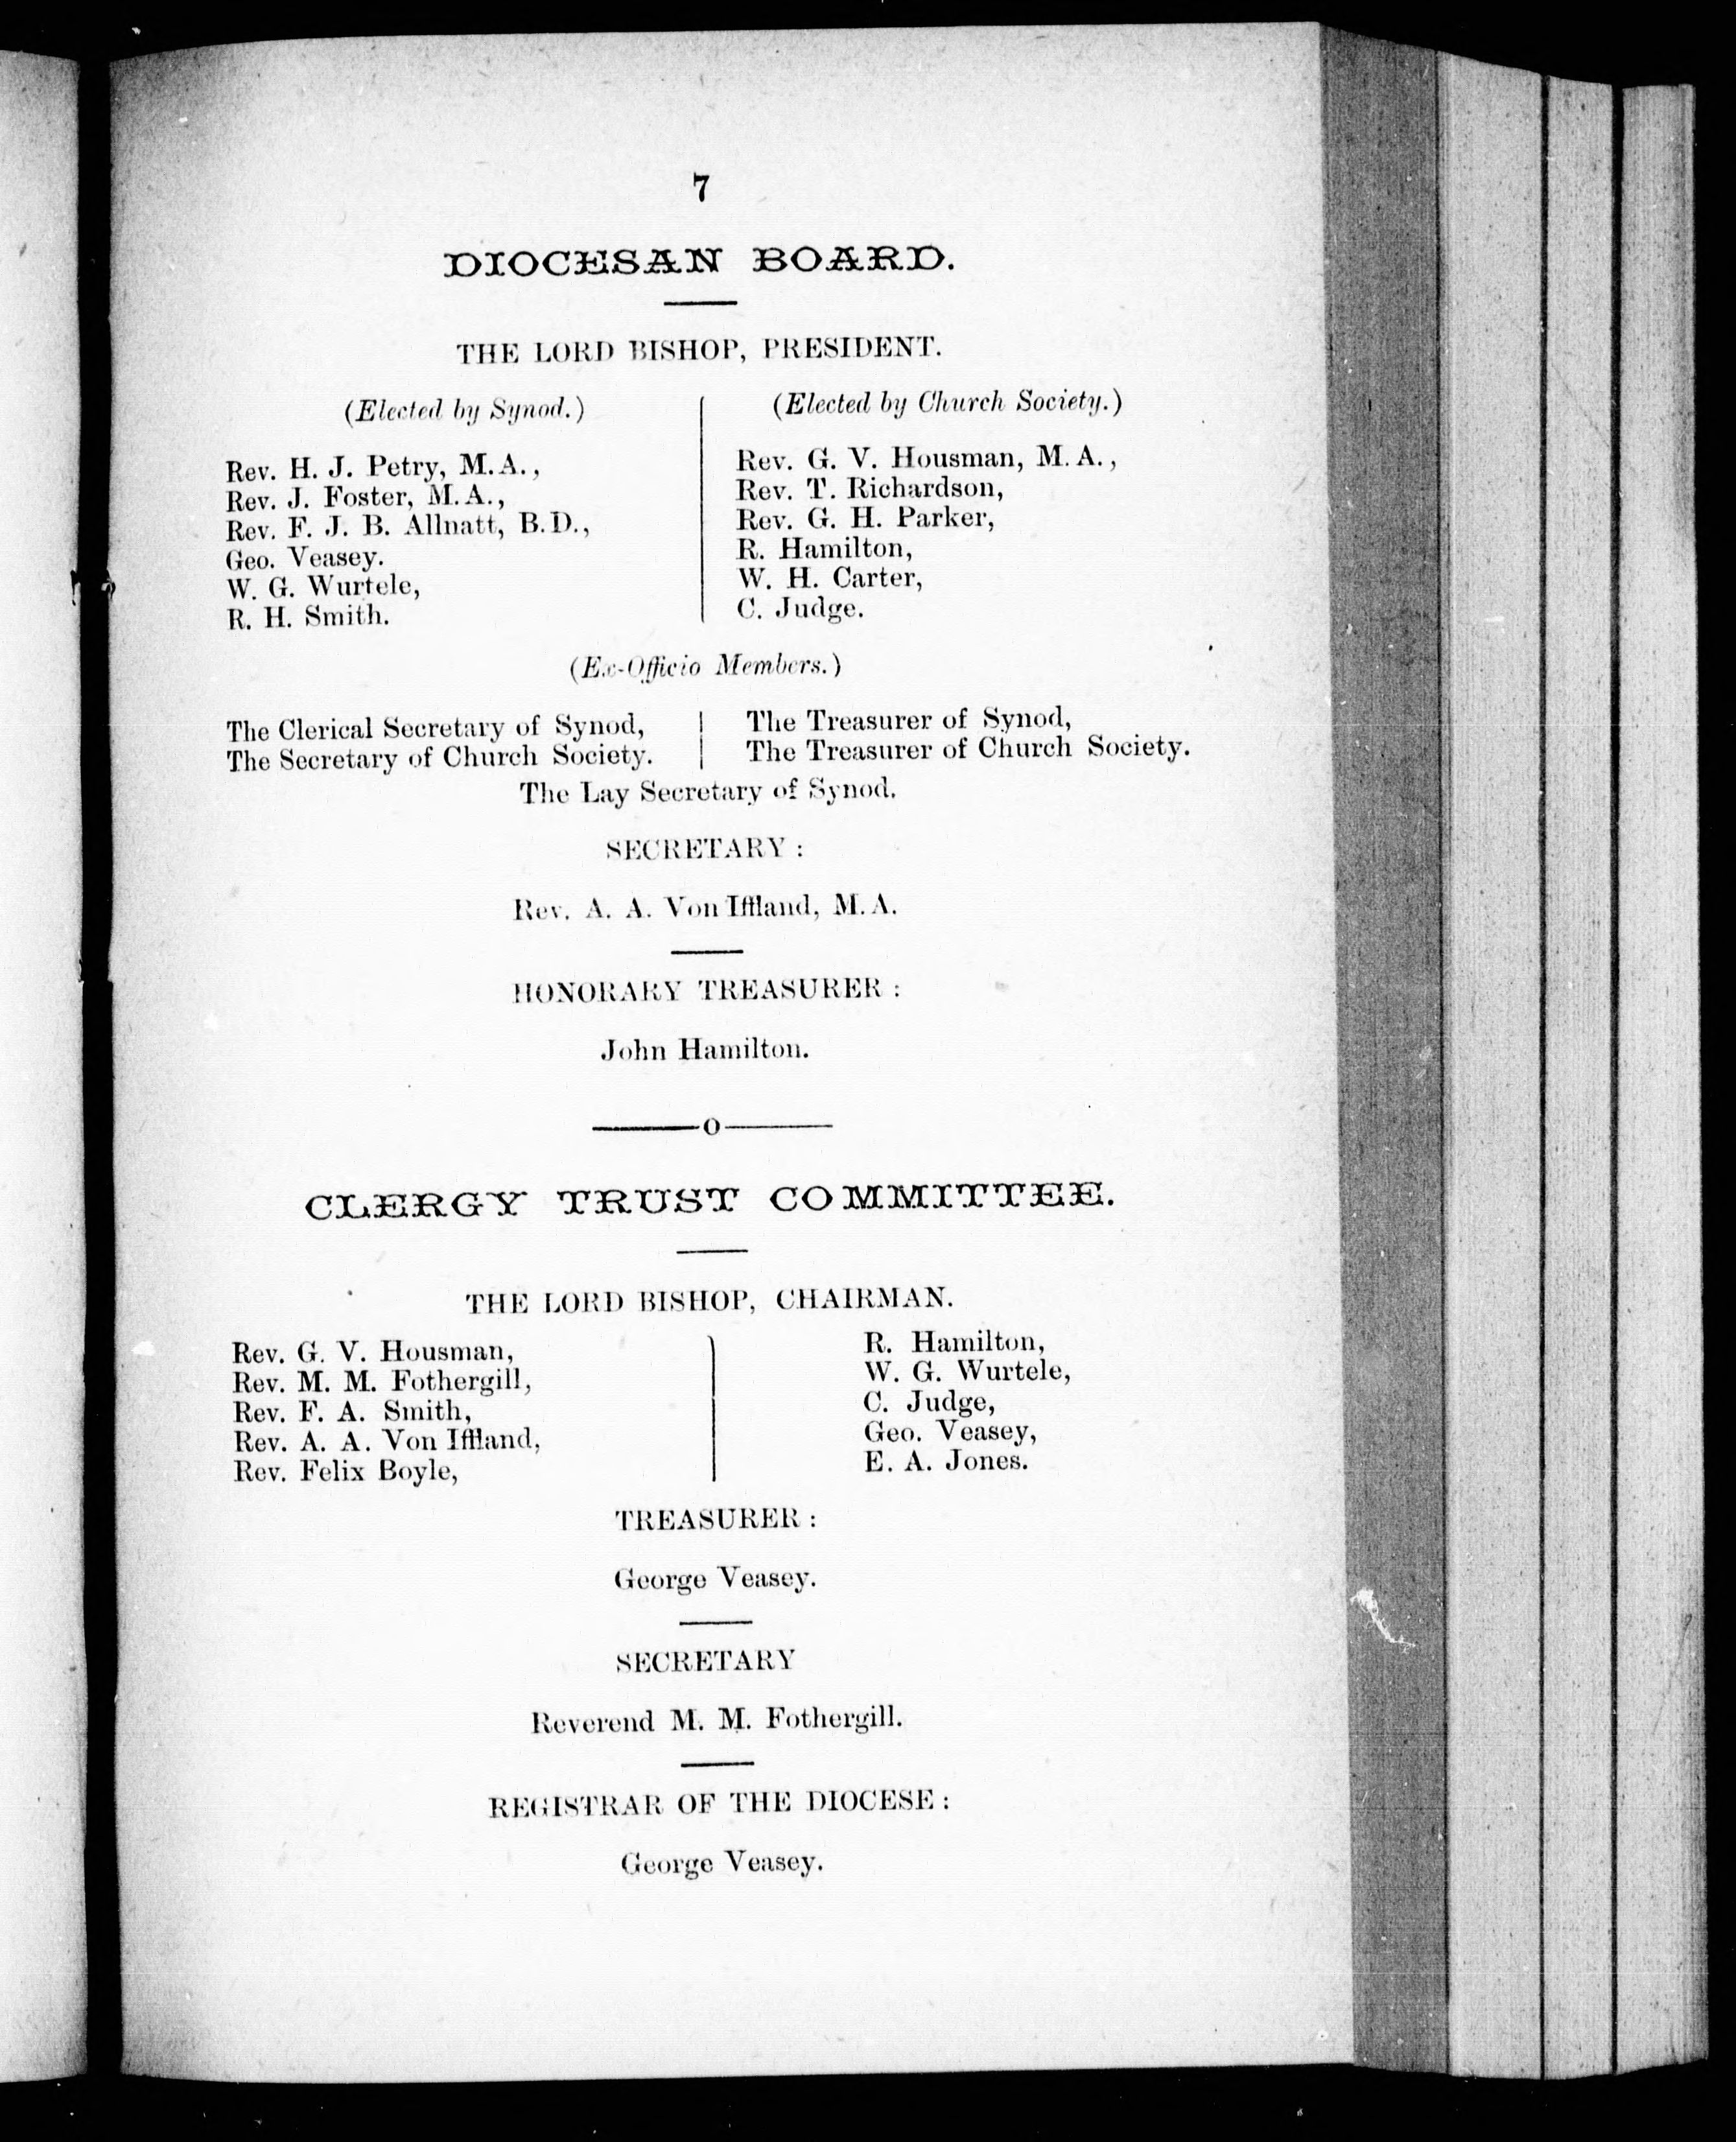 7
DIOCESAN BOARD.
THE LORD BISHOP, PRESIDENT.
(Elected by Synod.)
Rev. H. J. Petry, M.A.,
Rev. J. Foster, M.A.,
Rev. F. J. B. Allnatt, B.D.,
Geo. Veasey.
W. G. Wurtele,
R. H. Smith.
(Elected by Church Society.)
Rev. G. V. Housman, M.A.,
Rev. T. Richardson,
Rev. G. H. Parker,
R. Hamilton,
W. H. Carter,
C. Judge.
(Ex-Officio Members.)
The Clerical Secretary of Synod,
The Secretary of Church Society.
The Treasurer of Synod,
The Treasurer of Church Society.
The Lay Secretary of Synod.
SECRETARY :
Rev. A. A. Von Iffland, M.A.
HONORARY TREASURER :
John Hamilton.
O
CLERGY TRUST COMMITTEE.
THE LORD BISHOP, CHAIRMAN.
Rev. G. V. Housman,
Rev. M. M. Fothergill,
Rev. F. A. Smith,
Rev. A. A. Von Iffland,
Rev. Felix Boyle,
R. Hamilton,
W. G. Wurtele,
C. Judge,
Geo. Veasey,
E. A. Jones.
TREASURER :
George Veasey.
SECRETARY
Reverend M. M. Fothergill.
REGISTRAR OF THE DIOCESE :
George Veasey.